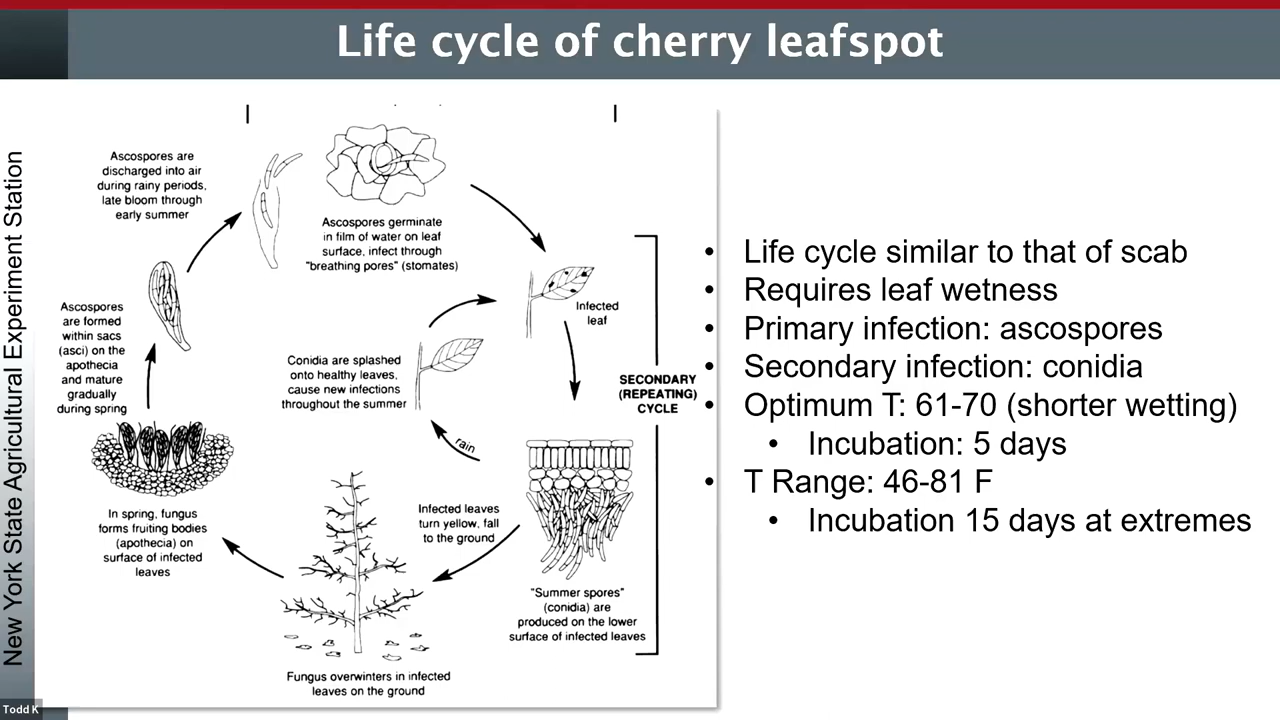 Life cycle of cherry leafspot
New York State Agricultural Experiment Station
Ascospores are
discharged into air
during rainy periods,
late bloom through
early summer
Ascospores germinate
in film of water on leaf
surface, infect through
"breathing pores" (stomates)
Infected
leaf
Ascospores
are formed
within sacs
(asci) on the
apothecia
and mature
gradually
during spring
Conidia are splashed
onto healthy leaves,
cause new infections
throughout the summer
SECONDARY
(REPEATING)
CYCLE
rain
In spring, fungus
forms fruiting bodies
(apothecia) on
surface of infected
leaves
Infected leaves
turn yellow, fall
to the ground
"Summer spores"
(conidia) are
produced on the lower
surface of infected leaves
Fungus overwinters in infected
leaves on the ground
• Life cycle similar to that of scab
• Requires leaf wetness
• Primary infection: ascospores
• Secondary infection: conidia
• Optimum T: 61-70 (shorter wetting)
• Incubation: 5 days
• T Range: 46-81 F
• Incubation 15 days at extremes
Todd K